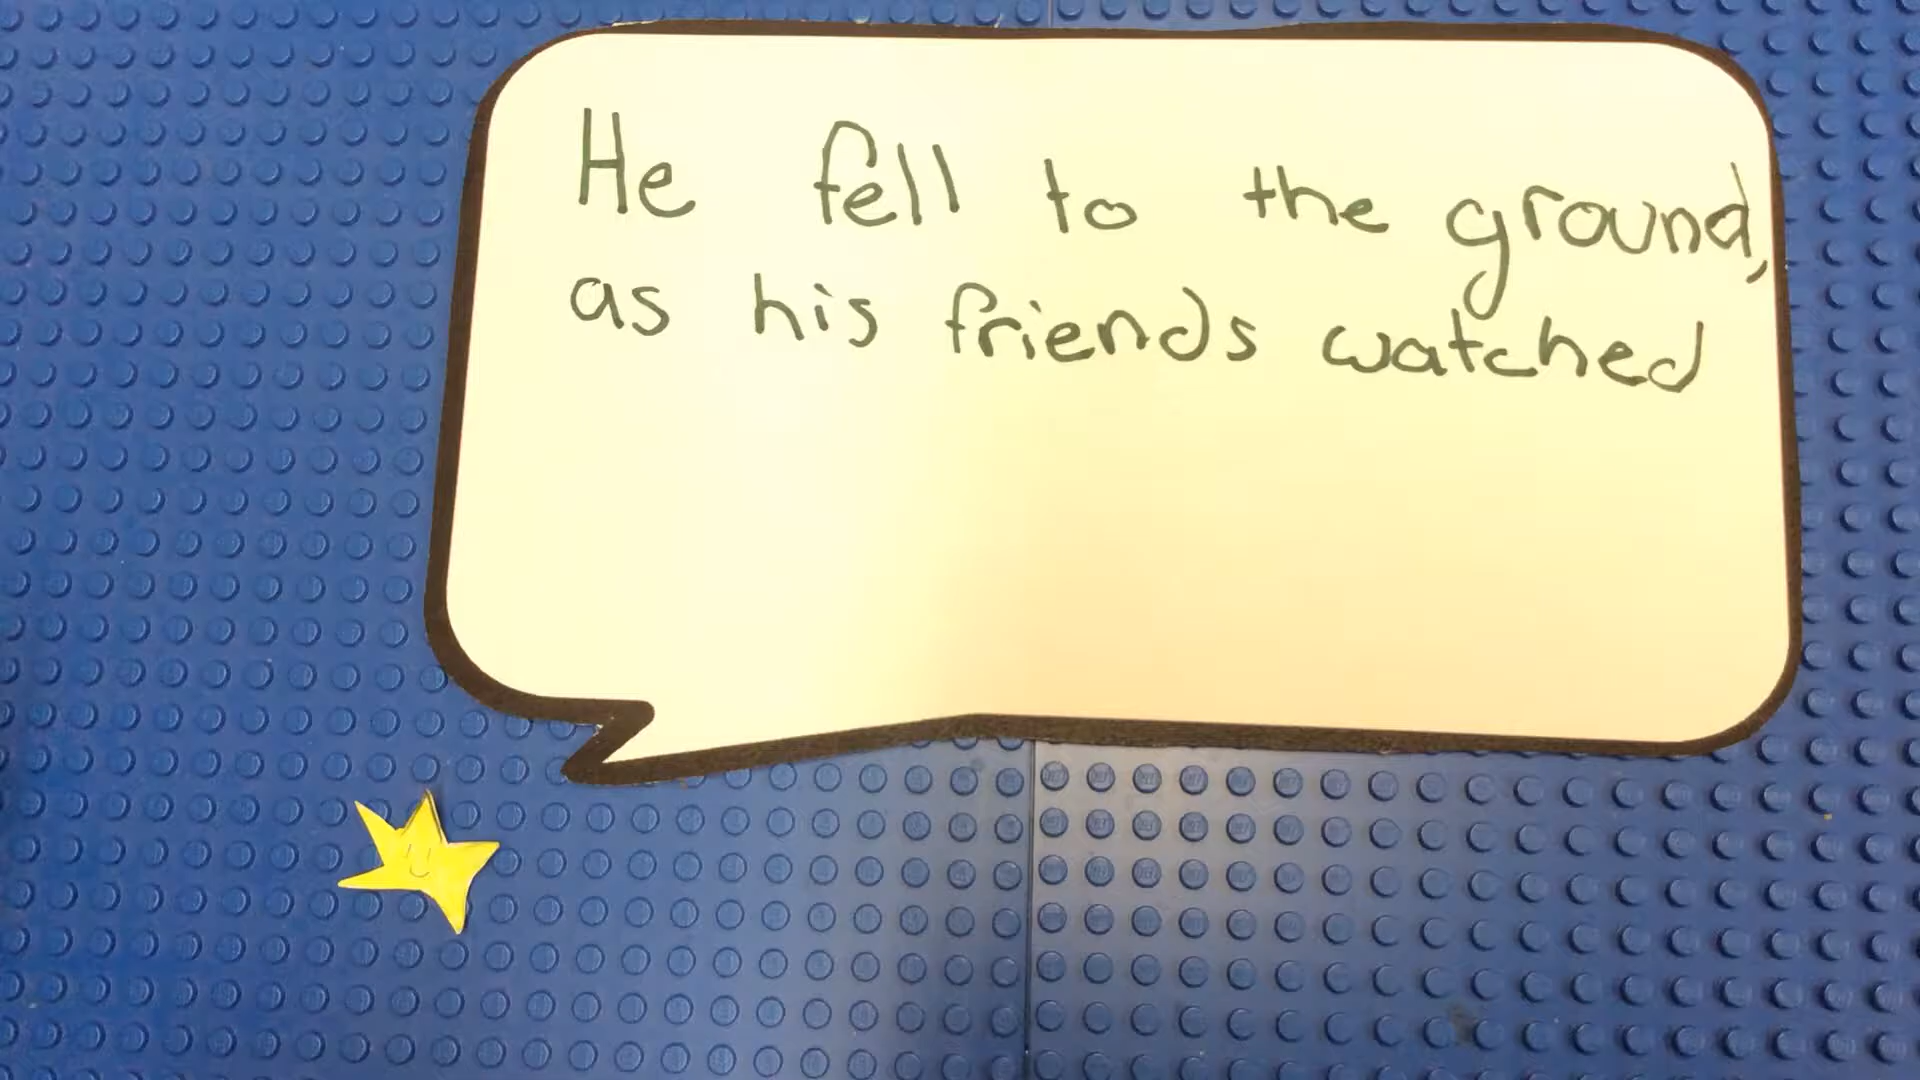 He fell to the ground,
as his friends watched